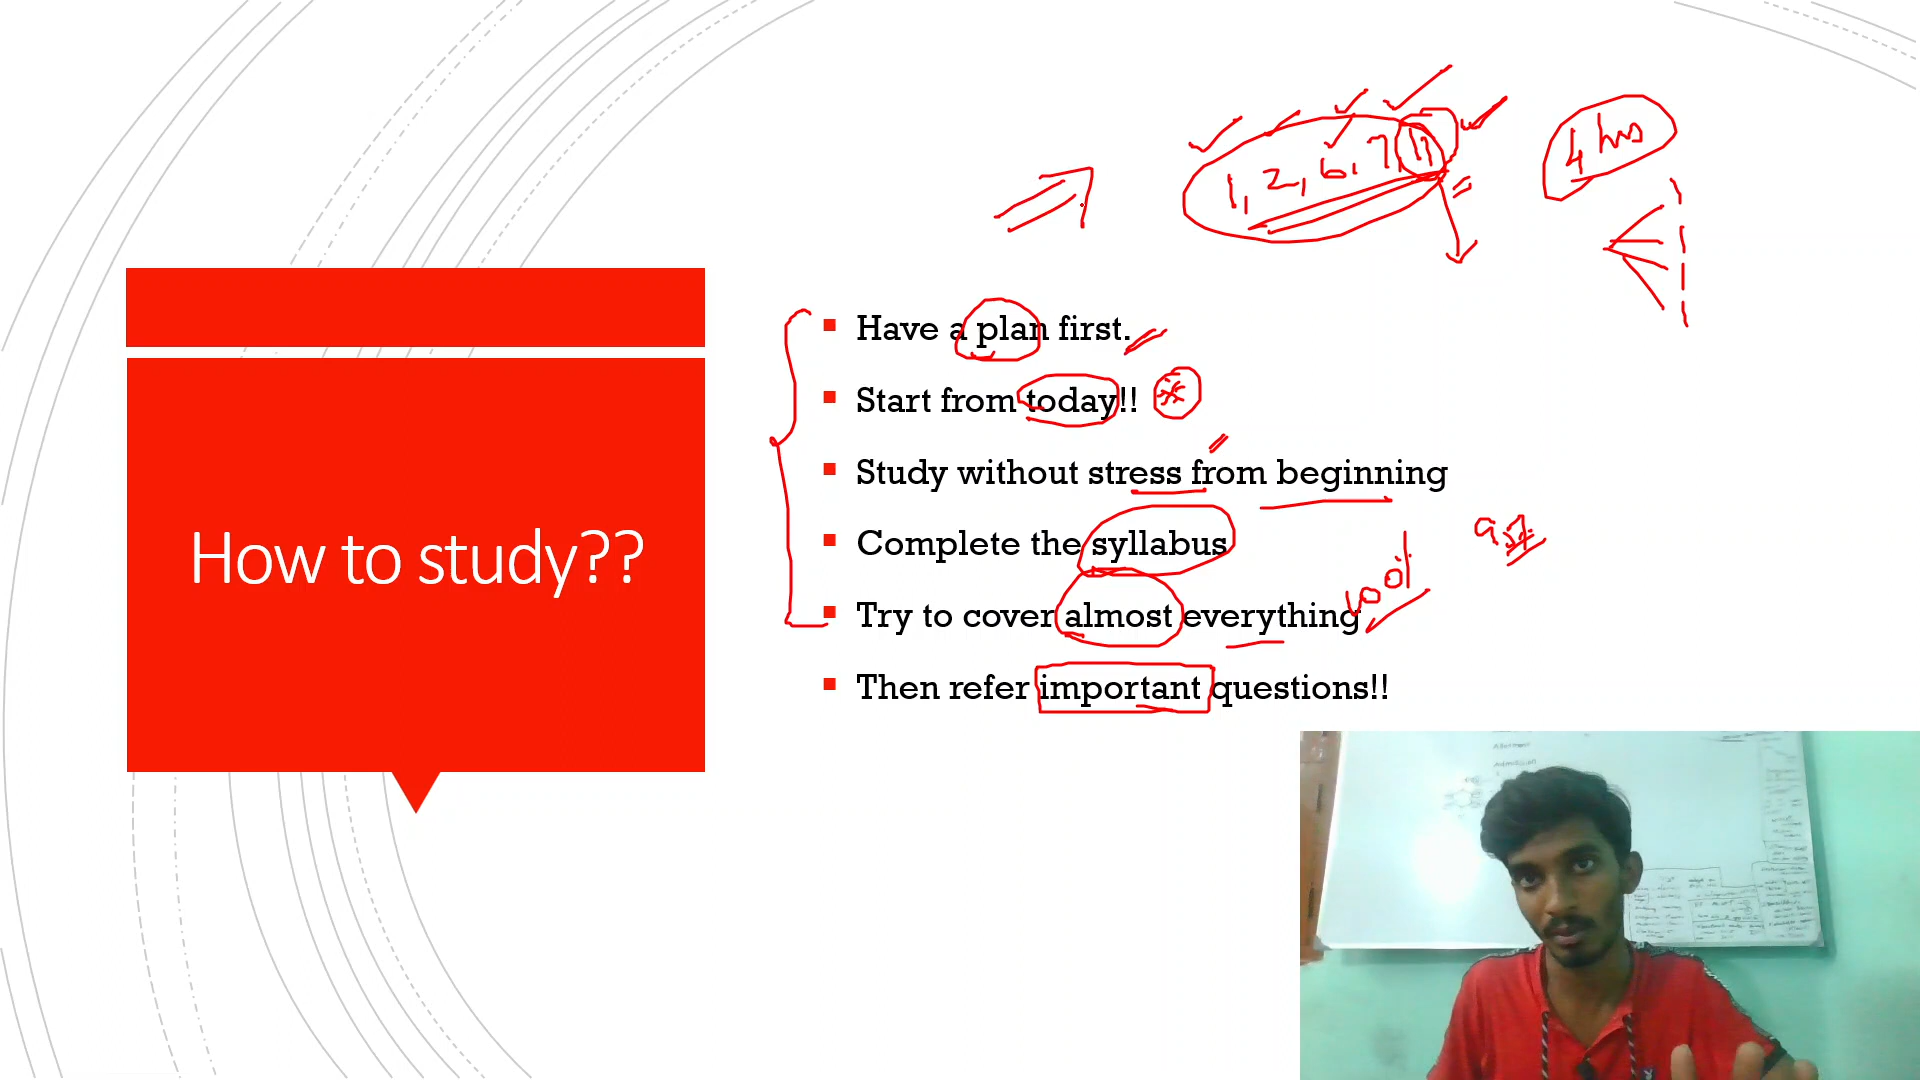 1, 2, 6, 7, 11
4 hrs
How to study??
Have a plan first.
Start from today!!
Study without stress from beginning
Complete the syllabus
Try to cover almost everything
100%
Then refer important questions!!